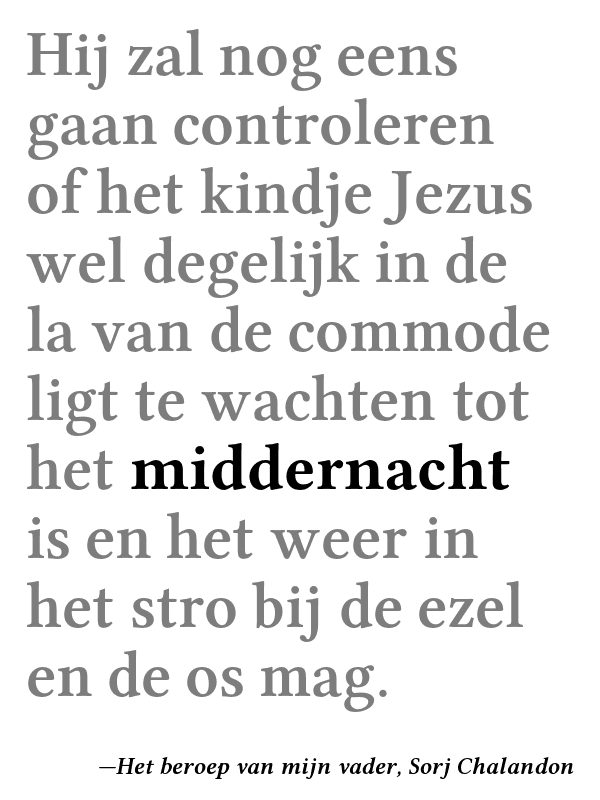 Hij zal nog eens
gaan controleren
of het kindje Jezus
wel degelijk in de
la van de commode
ligt te wachten tot
het middernacht
is en het weer in
het stro bij de ezel
en de os mag.
—Het beroep van mijn vader, Sorj Chalandon